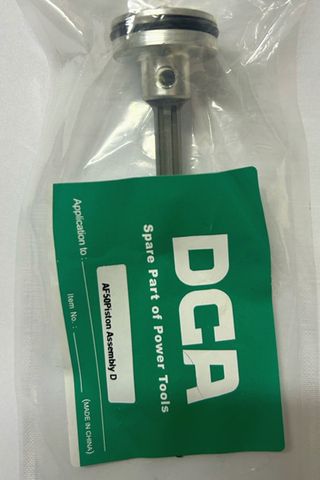 DCA
Spare Part of Power Tools
AF50Piston Assembly D
Application to:
Item No.:
(MADE IN CHINA)